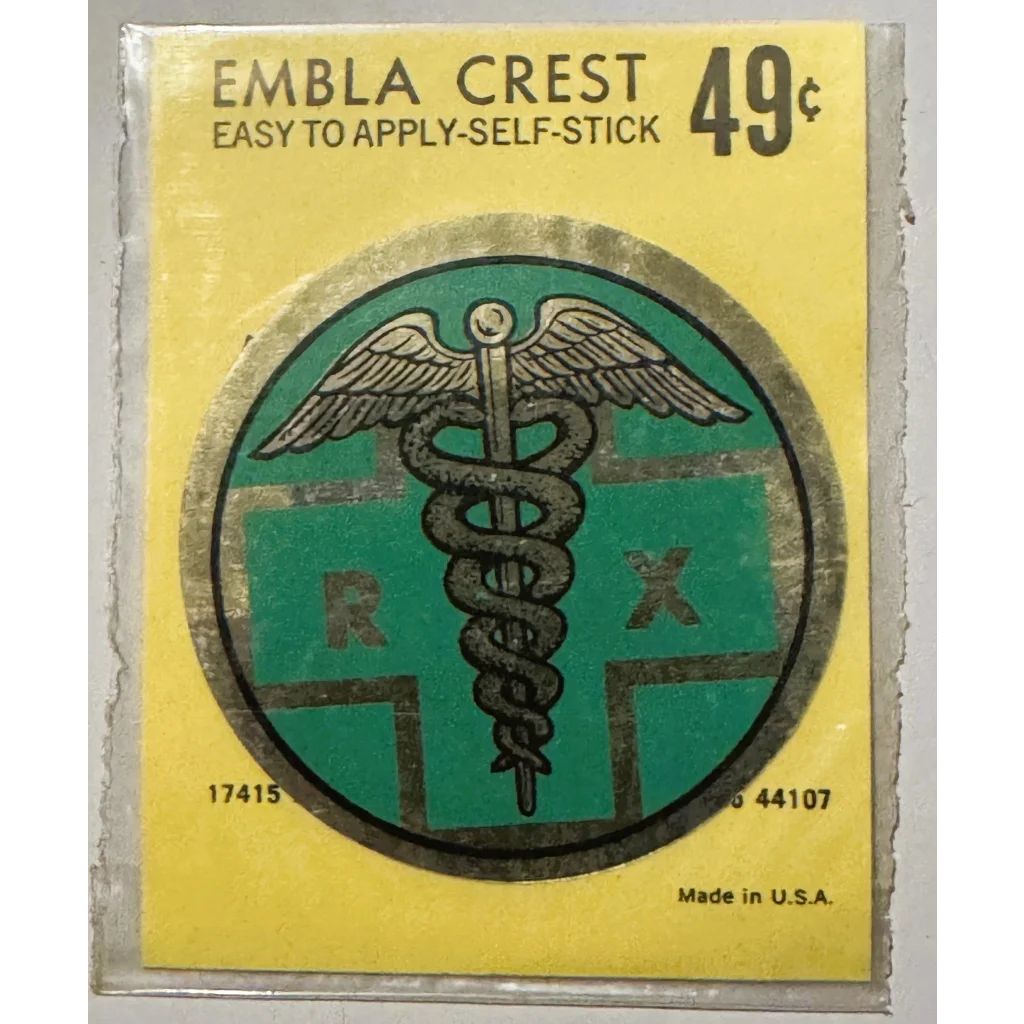 EMBLA CREST 49¢
EASY TO APPLY-SELF-STICK
R X
17415 44107
Made in U.S.A.